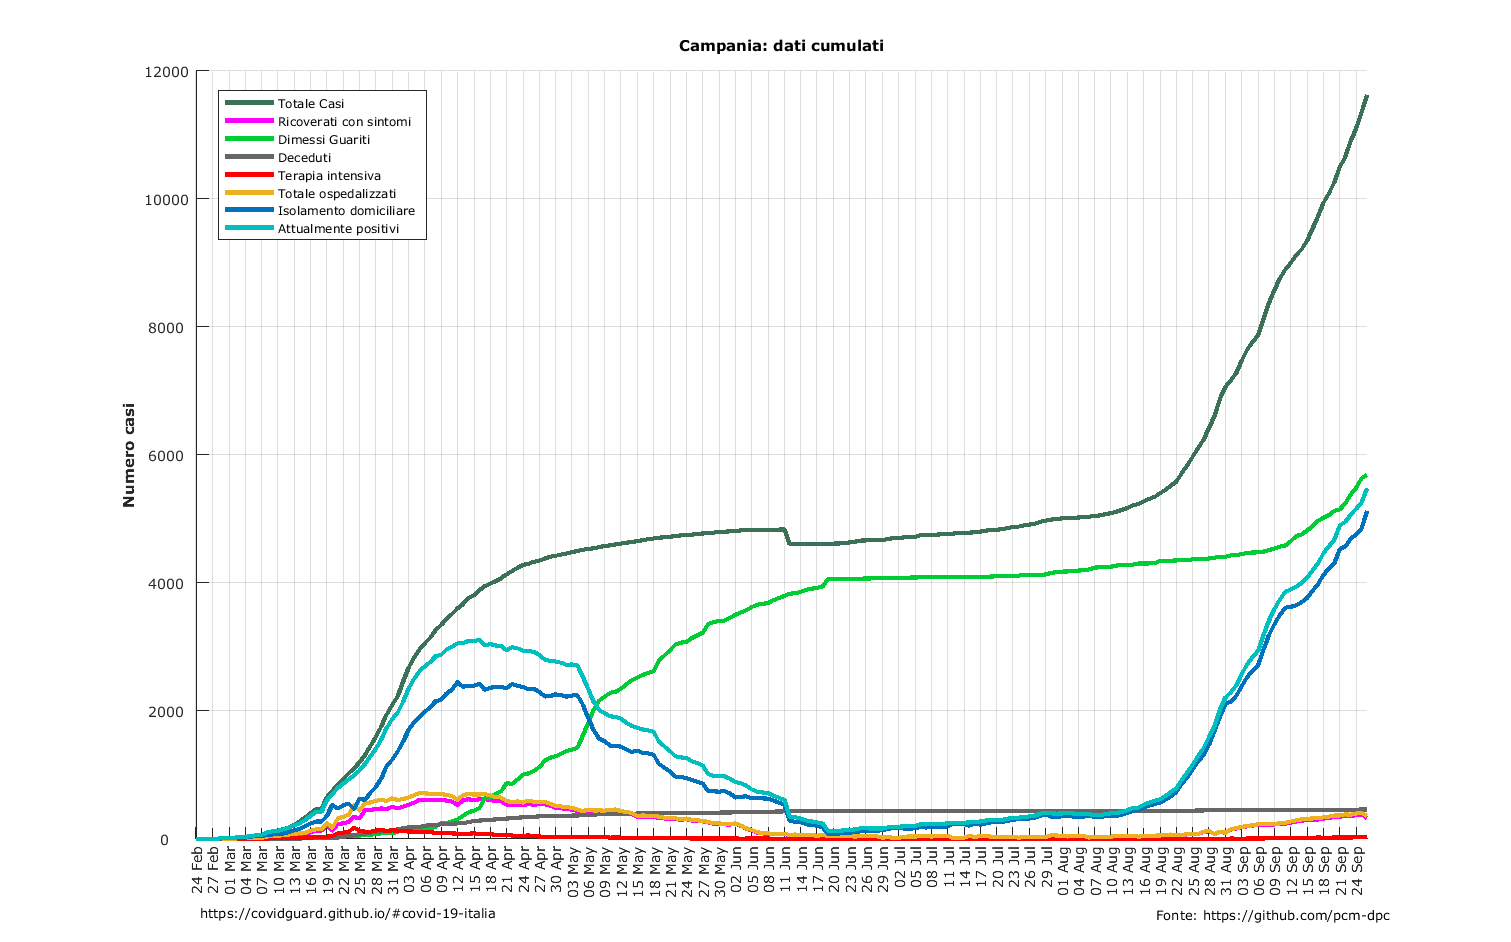 Campania: dati cumulati
Numero casi
12000
10000
8000
6000
4000
2000
0
Totale Casi
Ricoverati con sintomi
Dimessi Guariti
Deceduti
Terapia intensiva
Totale ospedalizzati
Isolamento domiciliare
Attualmente positivi
24 Feb
27 Feb
01 Mar
04 Mar
07 Mar
10 Mar
13 Mar
16 Mar
19 Mar
22 Mar
25 Mar
28 Mar
31 Mar
03 Apr
06 Apr
09 Apr
12 Apr
15 Apr
18 Apr
21 Apr
24 Apr
27 Apr
30 Apr
03 May
06 May
09 May
12 May
15 May
18 May
21 May
24 May
27 May
30 May
02 Jun
05 Jun
08 Jun
11 Jun
14 Jun
17 Jun
20 Jun
23 Jun
26 Jun
29 Jun
02 Jul
05 Jul
08 Jul
11 Jul
14 Jul
17 Jul
20 Jul
23 Jul
26 Jul
29 Jul
01 Aug
04 Aug
07 Aug
10 Aug
13 Aug
16 Aug
19 Aug
22 Aug
25 Aug
28 Aug
31 Aug
03 Sep
06 Sep
09 Sep
12 Sep
15 Sep
18 Sep
21 Sep
24 Sep
https://covidguard.github.io/#covid-19-italia
Fonte: https://github.com/pcm-dpc